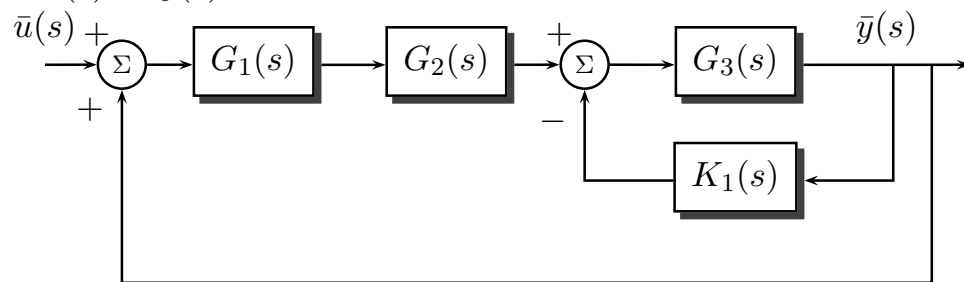 ū(s) + Σ G₁(s) G₂(s) + Σ G₃(s) ȳ(s)
+ −
K₁(s)